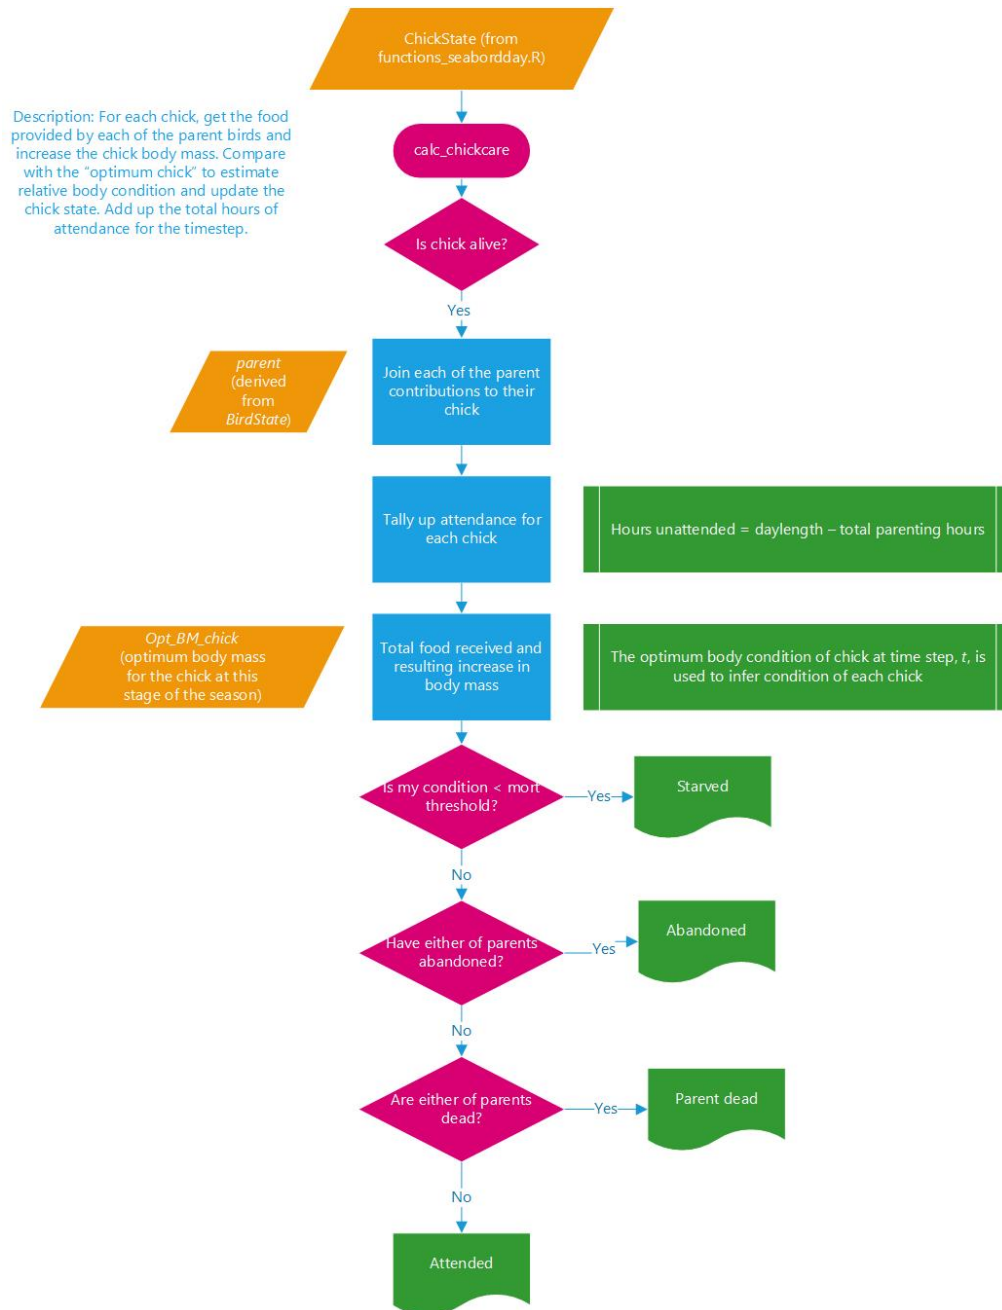 ChickState (from
functions_seabordday.R)
Description: For each chick, get the food
provided by each of the parent birds and
increase the chick body mass. Compare
with the “optimum chick” to estimate
relative body condition and update the
chick state. Add up the total hours of
attendance for the timestep.
calc_chickcare
Is chick alive?
Yes
parent
(derived
from
BirdState)
Join each of the parent
contributions to their
chick
Tally up attendance for
each chick
Hours unattended = daylength – total parenting hours
Opt_BM_chick
(optimum body mass
for the chick at this
stage of the season)
Total food received and
resulting increase in
body mass
The optimum body condition of chick at time step, t, is
used to infer condition of each chick
Is my condition < mort
threshold?
Yes
Starved
No
Have either of parents
abandoned?
Yes
Abandoned
No
Are either of parents
dead?
Yes
Parent dead
No
Attended